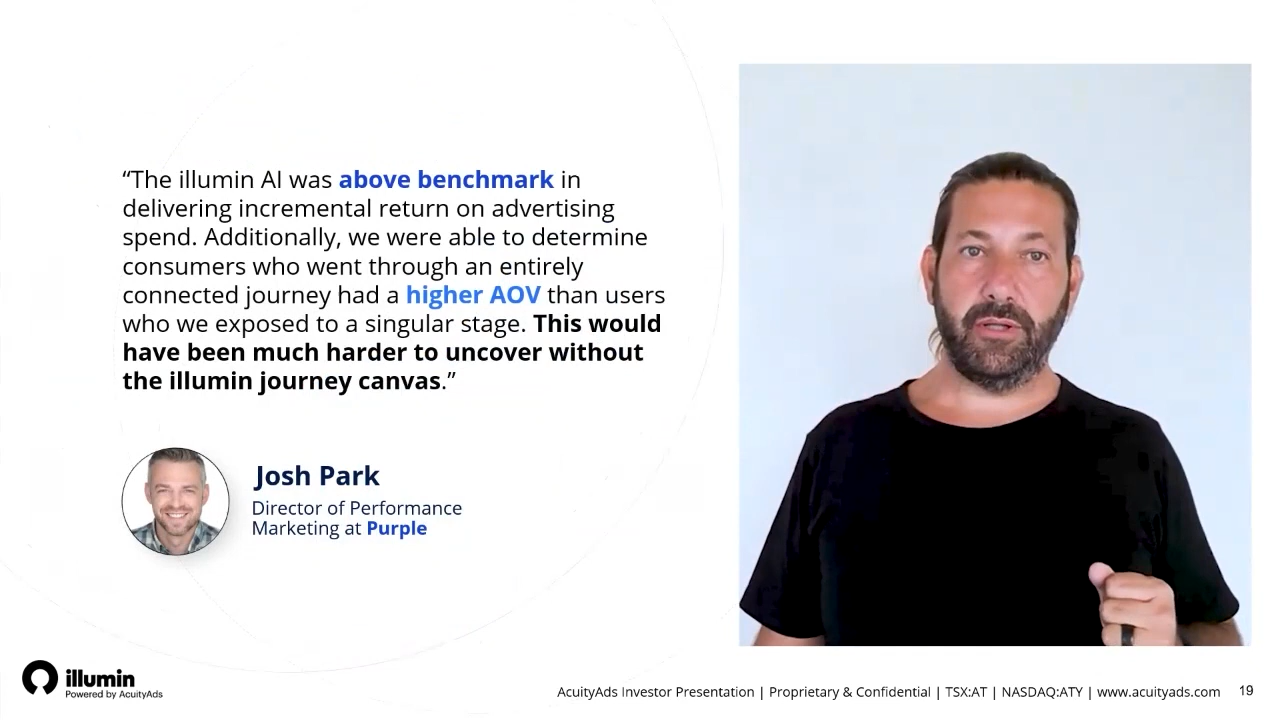 “The illumin AI was above benchmark in
delivering incremental return on advertising
spend. Additionally, we were able to determine
consumers who went through an entirely
connected journey had a higher AOV than users
who we exposed to a singular stage. This would
have been much harder to uncover without
the illumin journey canvas.”
Josh Park
Director of Performance
Marketing at Purple
illumin
Powered by AcuityAds
AcuityAds Investor Presentation | Proprietary & Confidential | TSX:AT | NASDAQ:ATY | www.acuityads.com 19